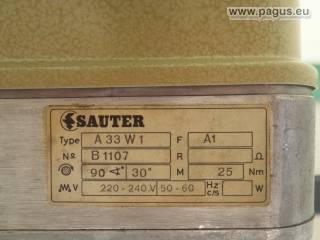 www.pagus.eu
SAUTER
Type A 33 W 1 F A1
No B 1107 R Ω
90° 30" M 25 Nm
V 220-240.V 50-60 Hz c/s W